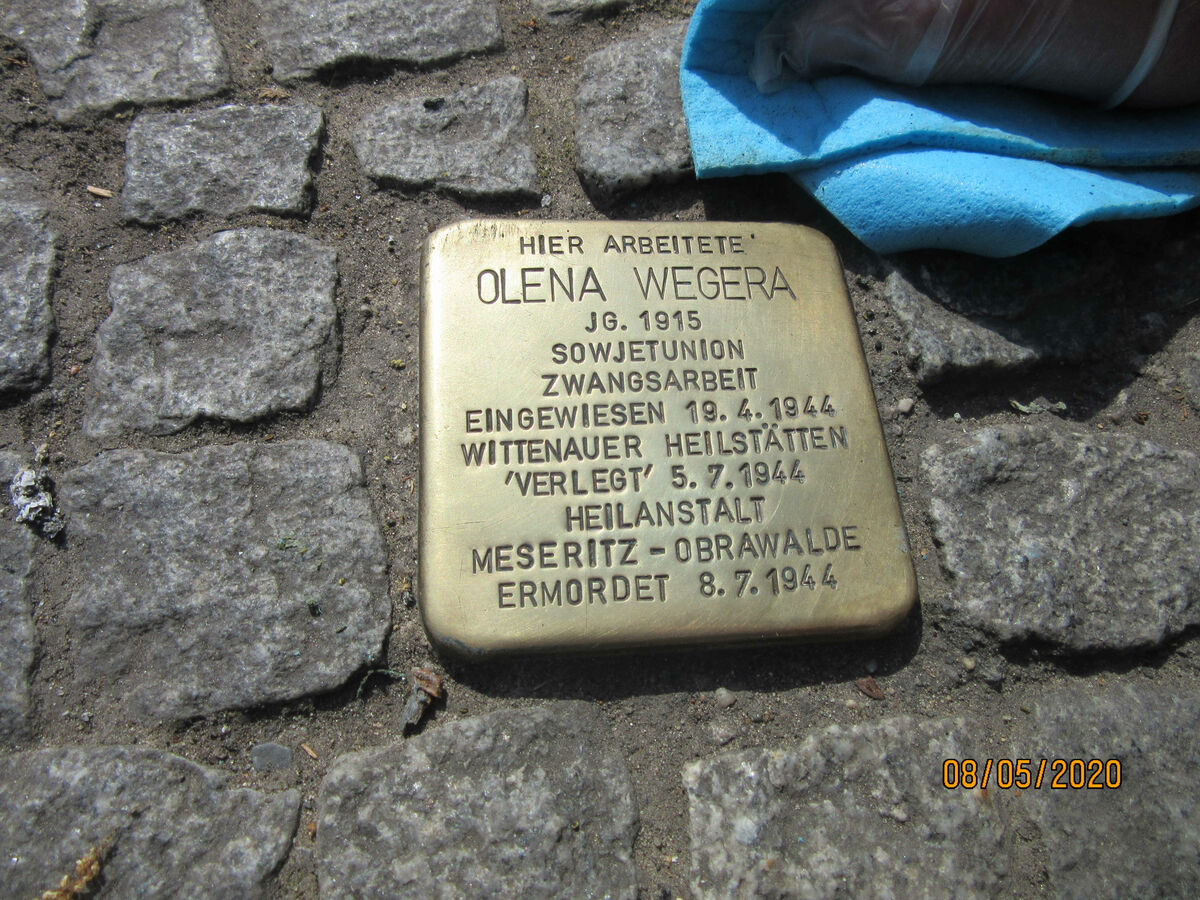 HIER ARBEITETE
OLENA WEGERA
JG. 1915
SOWJETUNION
ZWANGSARBEIT
EINGEWIESEN 19.4.1944
WITTENAUER HEILSTÄTTEN
'VERLEGT' 5.7.1944
HEILANSTALT
MESERITZ - OBRAWALDE
ERMORDET 8.7.1944
08/05/2020